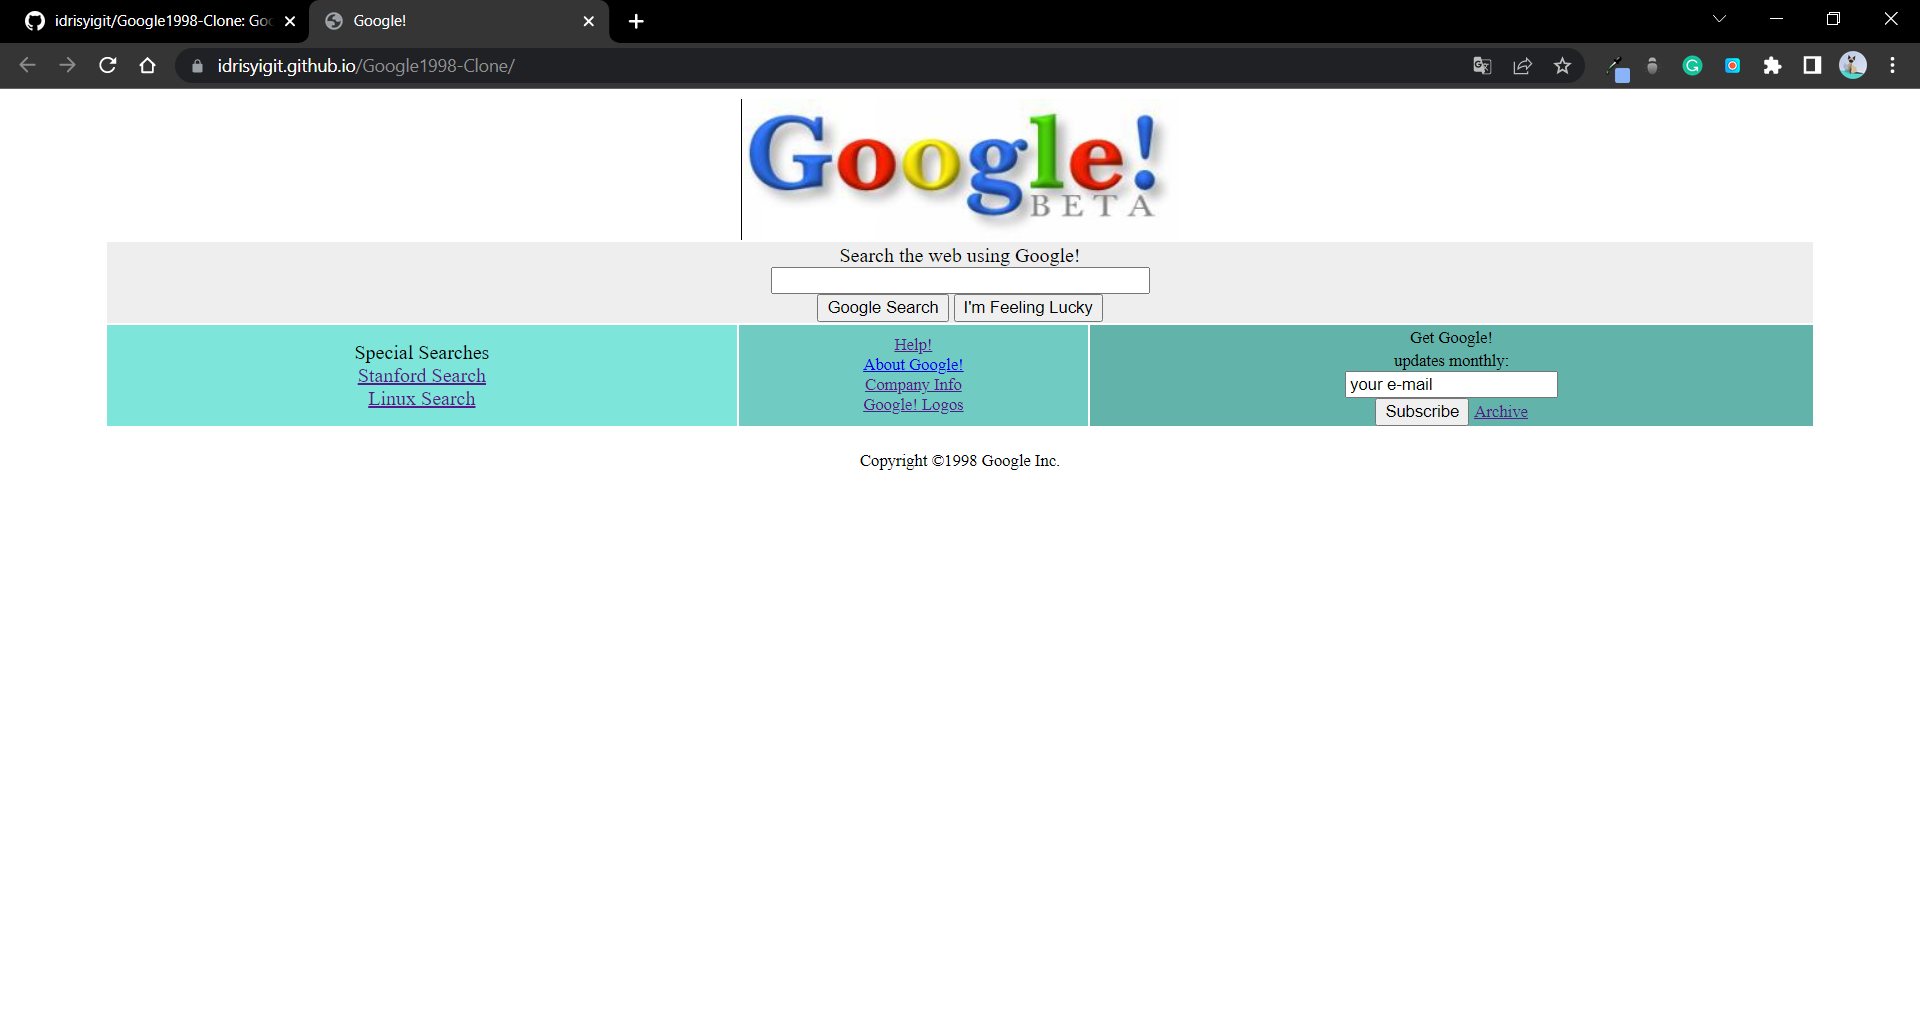 idrisyigit/Google1998-Clone: Goo
Google!
idrisyigit.github.io/Google1998-Clone/
Google!
BETA
Search the web using Google!
Google Search I'm Feeling Lucky
Special Searches
Stanford Search
Linux Search
Help!
About Google!
Company Info
Google! Logos
Get Google!
updates monthly:
your e-mail
Subscribe Archive
Copyright ©1998 Google Inc.